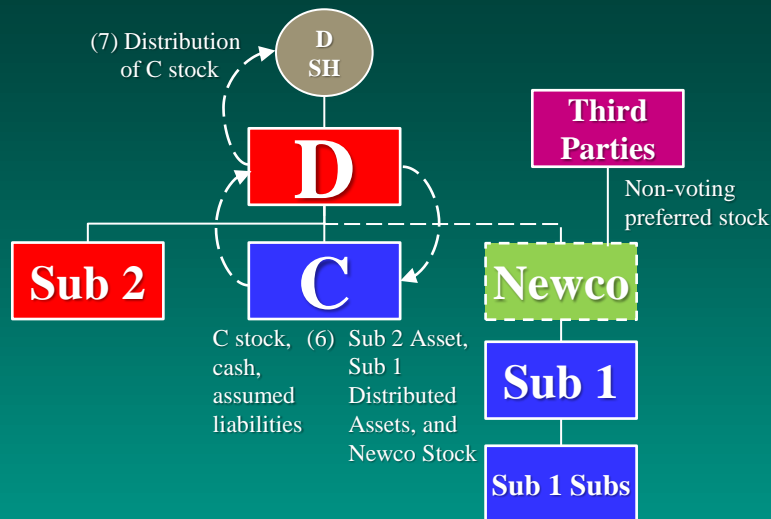 (7) Distribution
of C stock
D
SH
Third
Parties
D
Non-voting
preferred stock
Sub 2
C
Newco
C stock,
cash,
assumed
liabilities
(6) Sub 2 Asset,
Sub 1
Distributed
Assets, and
Newco Stock
Sub 1
Sub 1 Subs